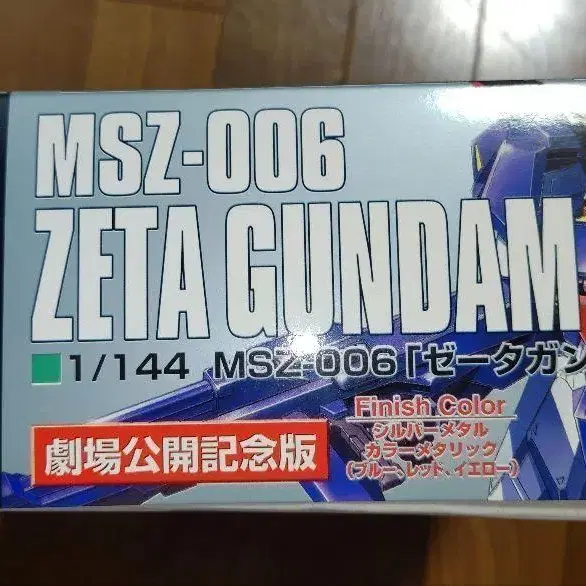 MSZ-006
ZETA GUNDAM
1/144 MSZ-006「ゼータガン
Finish Color
シルバーメタル
カラーメタリック
(ブルー、レッド、イエロー)
劇場公開記念版